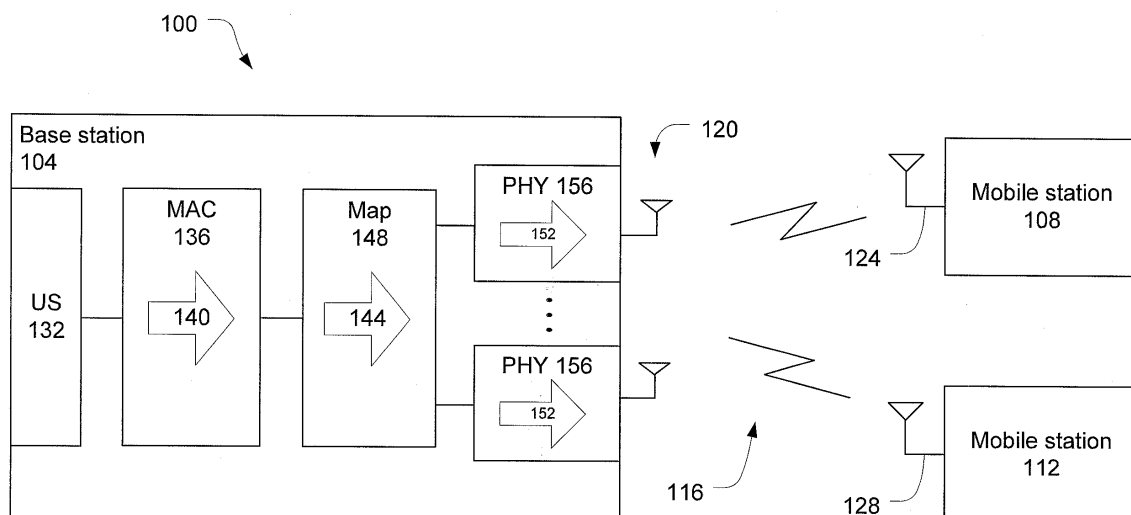 100
Base station
104
120
PHY 156
152
MAC
136
Map
148
Mobile station
108
124
US
132
140
144
PHY 156
152
Mobile station
112
116
128